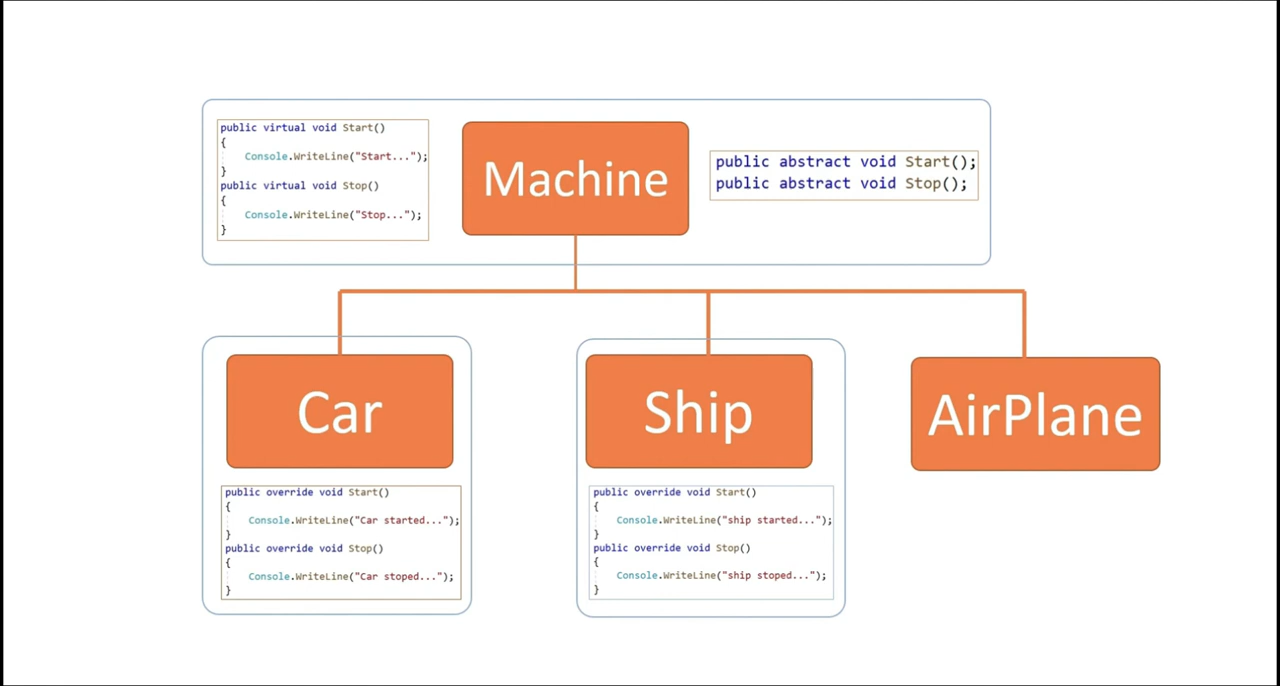 public virtual void Start()
{
Console.WriteLine("Start...");
}
public virtual void Stop()
{
Console.WriteLine("Stop...");
}
Machine
public abstract void Start();
public abstract void Stop();
Car
public override void Start()
{
Console.WriteLine("Car started...");
}
public override void Stop()
{
Console.WriteLine("Car stoped...");
}
Ship
public override void Start()
{
Console.WriteLine("ship started...");
}
public override void Stop()
{
Console.WriteLine("ship stoped...");
}
AirPlane